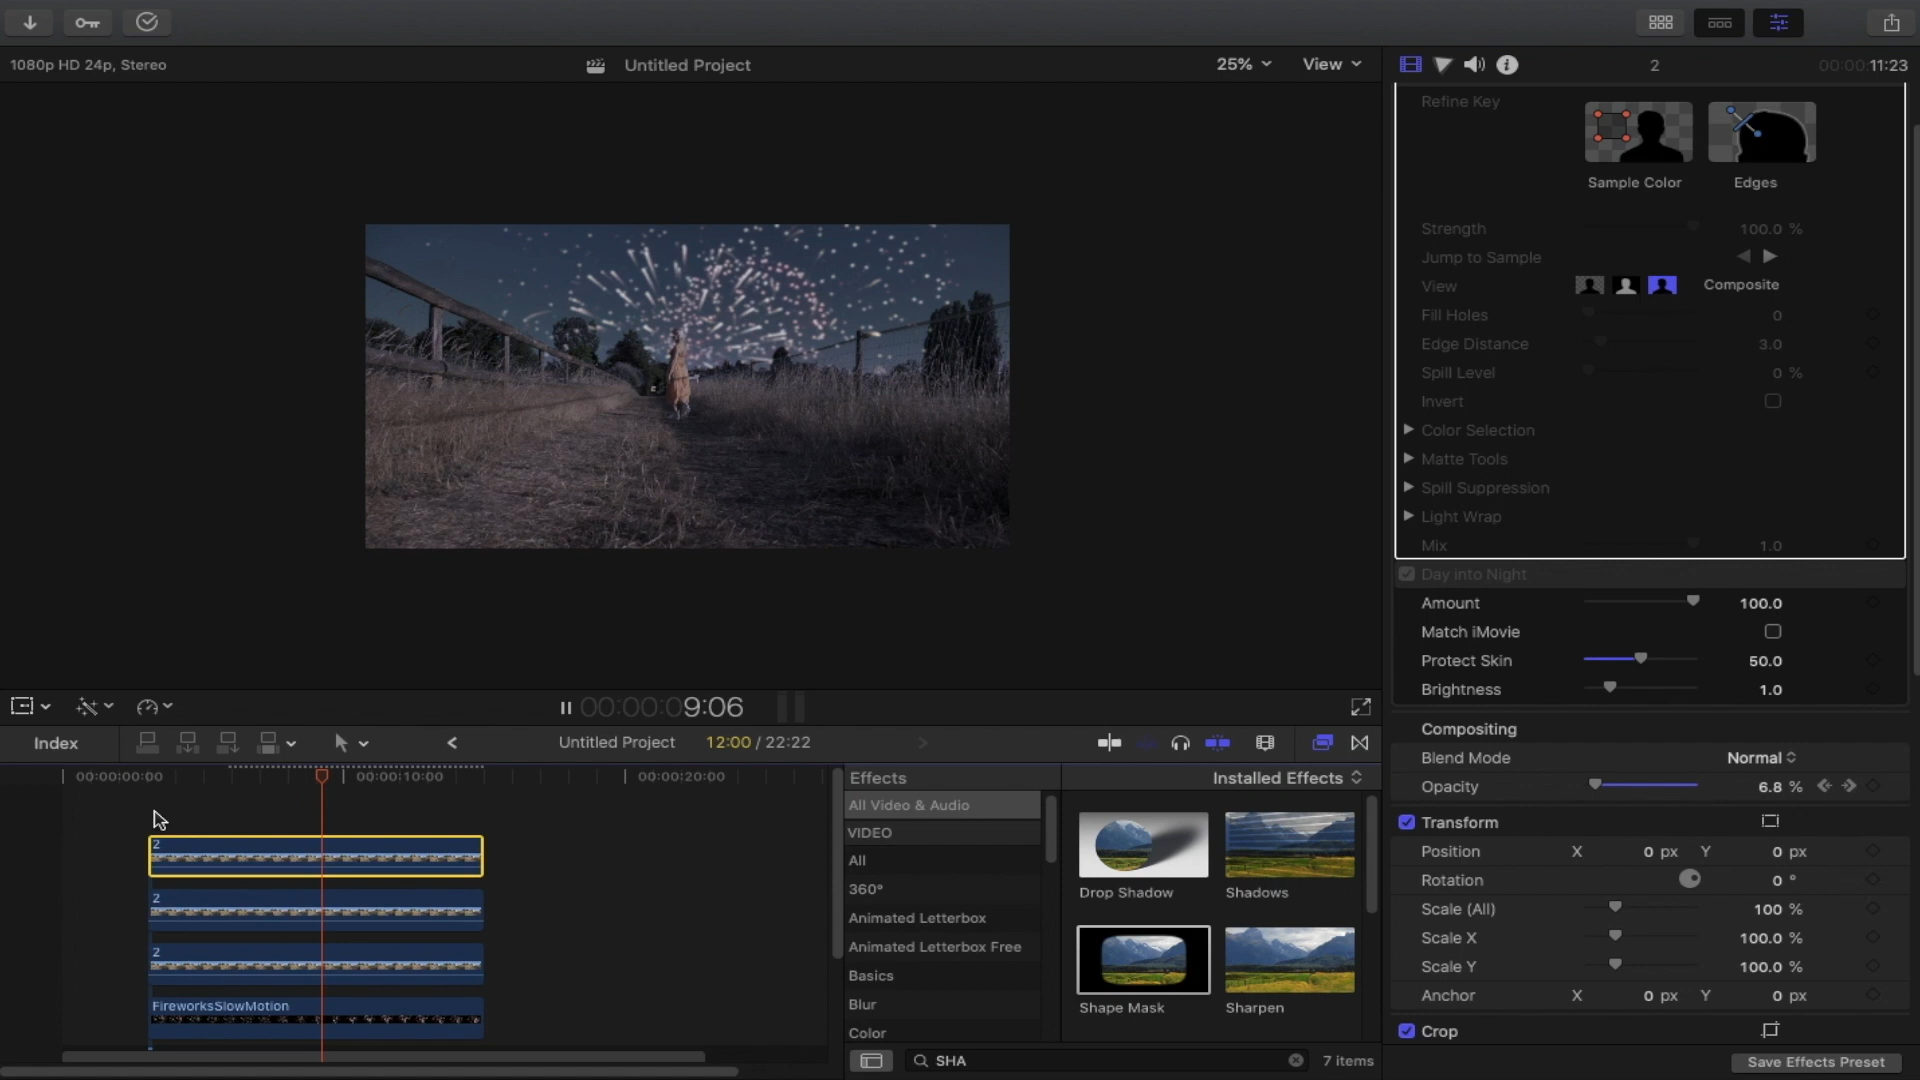 1080p HD 24p, Stereo
Untitled Project
25%
View
2
00:00:11:23
Refine Key
Sample Color
Edges
Strength
100.0 %
Jump to Sample
View
Composite
Fill Holes
0
Edge Distance
3.0
Spill Level
0 %
Invert
Color Selection
Matte Tools
Spill Suppression
Light Wrap
Mix
1.0
Day into Night
Amount
100.0
Match iMovie
Protect Skin
50.0
Brightness
1.0
Compositing
Blend Mode
Normal
Opacity
6.8 %
Transform
Position X 0 px Y 0 px
Rotation
0 °
Scale (All)
100 %
Scale X
100.0 %
Scale Y
100.0 %
Anchor X 0 px Y 0 px
Crop
Save Effects Preset
00:00:09:06
Index
Untitled Project
12:00 / 22:22
00:00:00:00
00:00:10:00
00:00:20:00
2
2
2
FireworksSlowMotion
Effects
Installed Effects
All Video & Audio
VIDEO
All
360°
Animated Letterbox
Animated Letterbox Free
Basics
Blur
Color
Drop Shadow
Shadows
Shape Mask
Sharpen
SHA
7 items